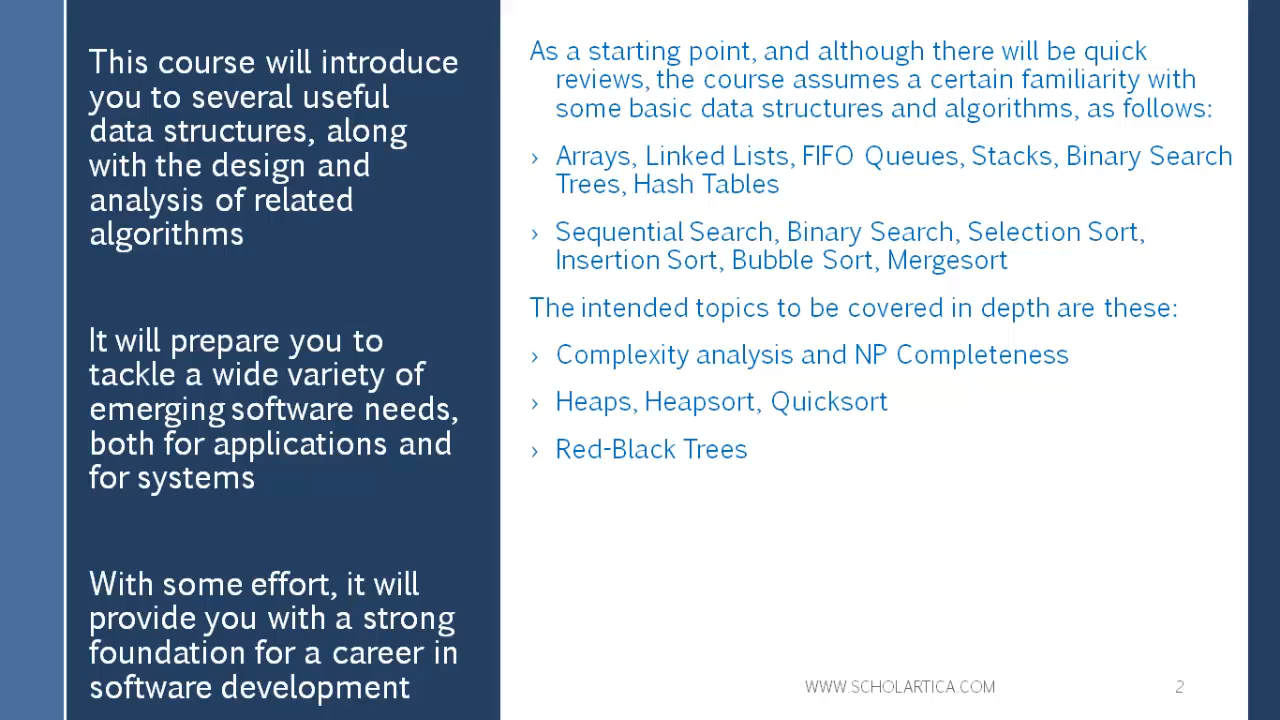 This course will introduce
you to several useful
data structures, along
with the design and
analysis of related
algorithms
It will prepare you to
tackle a wide variety of
emerging software needs,
both for applications and
for systems
With some effort, it will
provide you with a strong
foundation for a career in
software development
As a starting point, and although there will be quick
reviews, the course assumes a certain familiarity with
some basic data structures and algorithms, as follows:
› Arrays, Linked Lists, FIFO Queues, Stacks, Binary Search
Trees, Hash Tables
› Sequential Search, Binary Search, Selection Sort,
Insertion Sort, Bubble Sort, Mergesort
The intended topics to be covered in depth are these:
› Complexity analysis and NP Completeness
› Heaps, Heapsort, Quicksort
› Red-Black Trees
WWW.SCHOLARTICA.COM
2